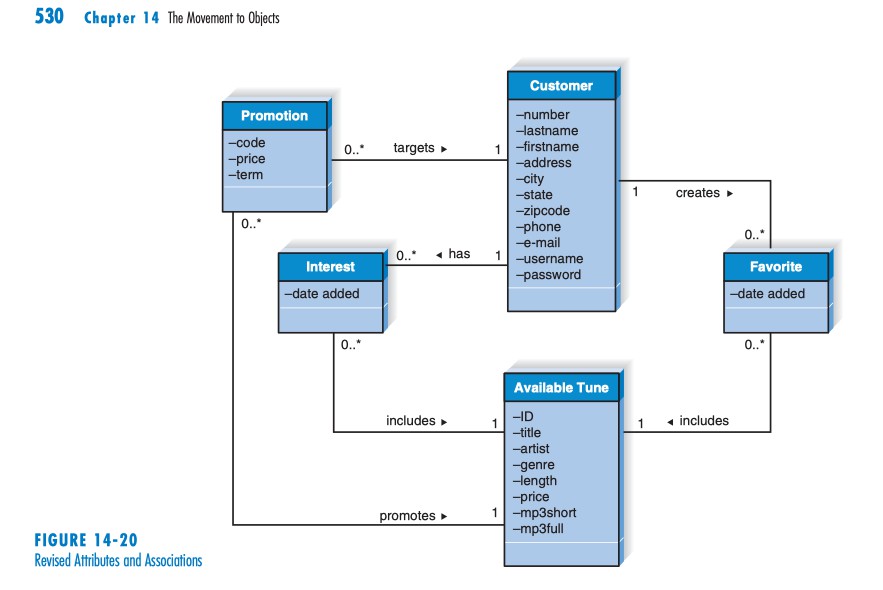 530 Chapter 14 The Movement to Objects
Customer
–number
–lastname
–firstname
–address
–city
–state
–zipcode
–phone
–e-mail
–username
–password
Promotion
–code
–price
–term
0..* targets ► 1
1 creates ►
0..*
0..*
0..* ◄ has 1
Interest
–date added
0..*
Favorite
–date added
0..*
Available Tune
–ID
–title
–artist
–genre
–length
–price
–mp3short
–mp3full
includes ► 1
1 ◄ includes
promotes ► 1
FIGURE 14-20
Revised Attributes and Associations